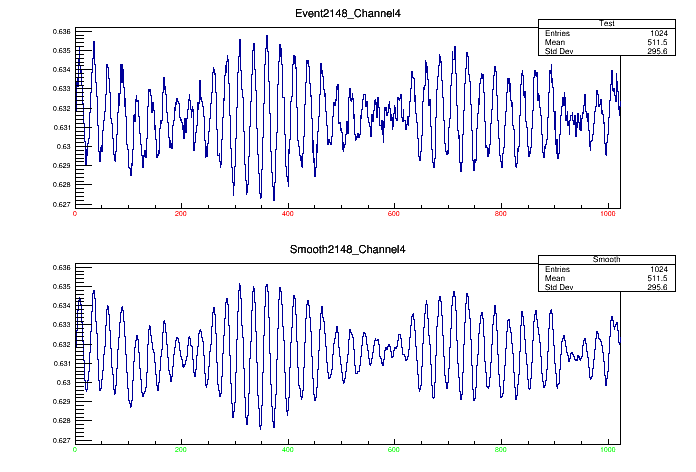 Event2148_Channel4
Test
Entries 1024
Mean 511.5
Std Dev 295.6
0.636
0.635
0.634
0.633
0.632
0.631
0.63
0.629
0.628
0.627
0 200 400 600 800 1000
Smooth2148_Channel4
Smooth
Entries 1024
Mean 511.5
Std Dev 295.6
0.636
0.635
0.634
0.633
0.632
0.631
0.63
0.629
0.628
0.627
0 200 400 600 800 1000